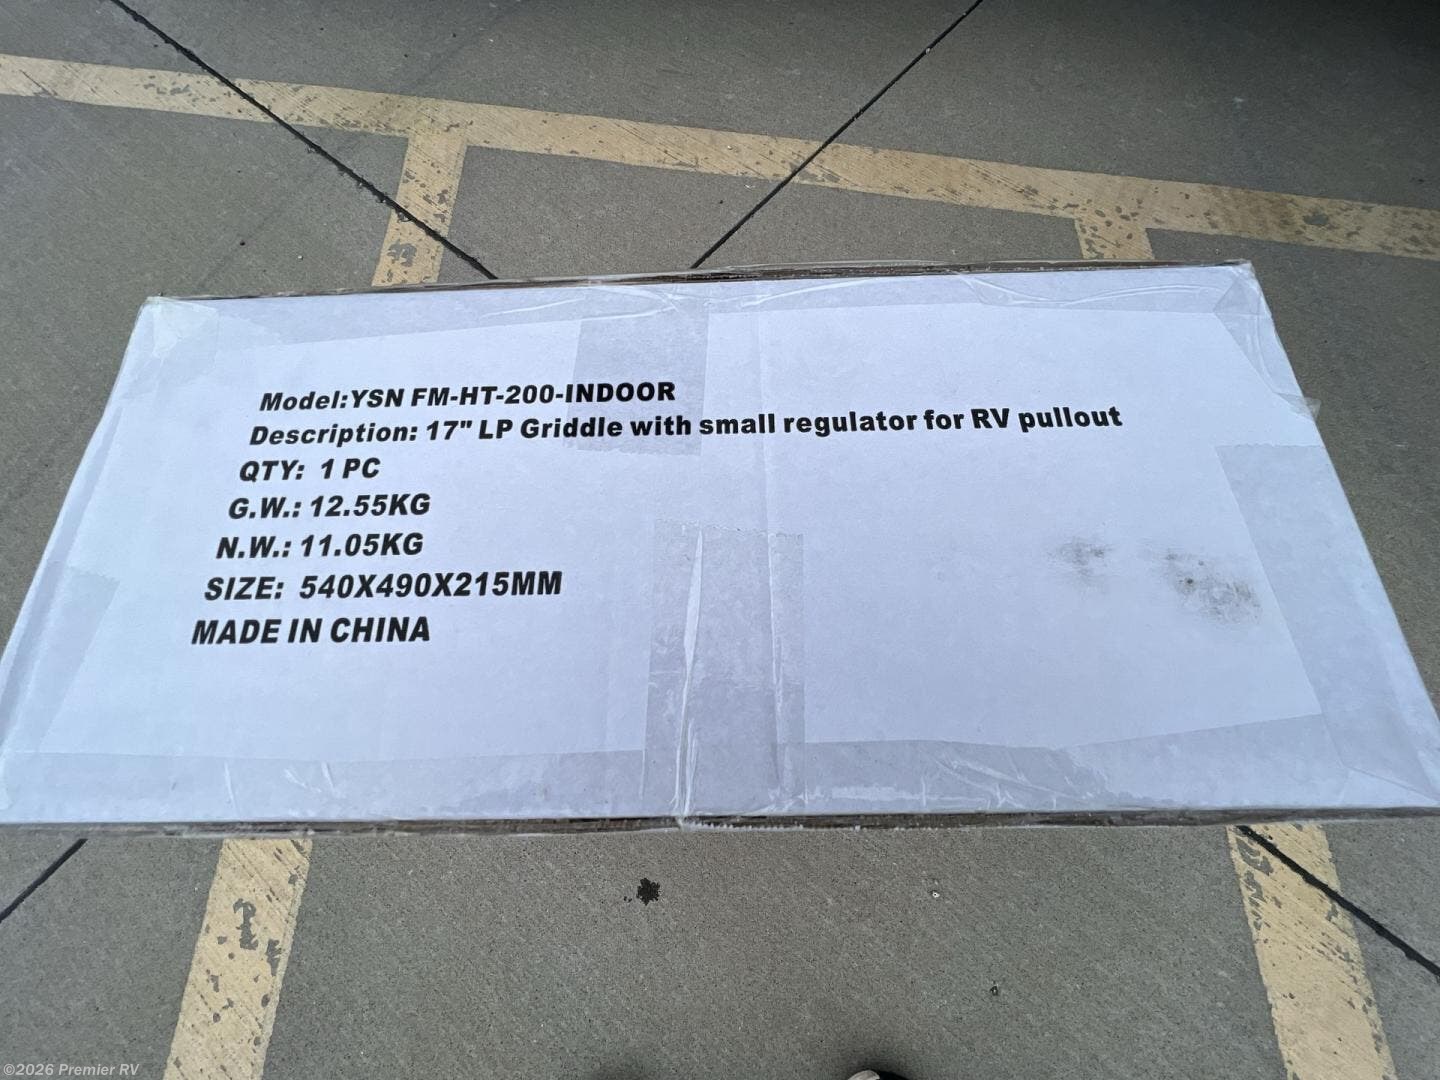 Model:YSN FM-HT-200-INDOOR
Description: 17" LP Griddle with small regulator for RV pullout
QTY: 1 PC
G.W.: 12.55KG
N.W.: 11.05KG
SIZE: 540X490X215MM
MADE IN CHINA
©2026 Premier RV